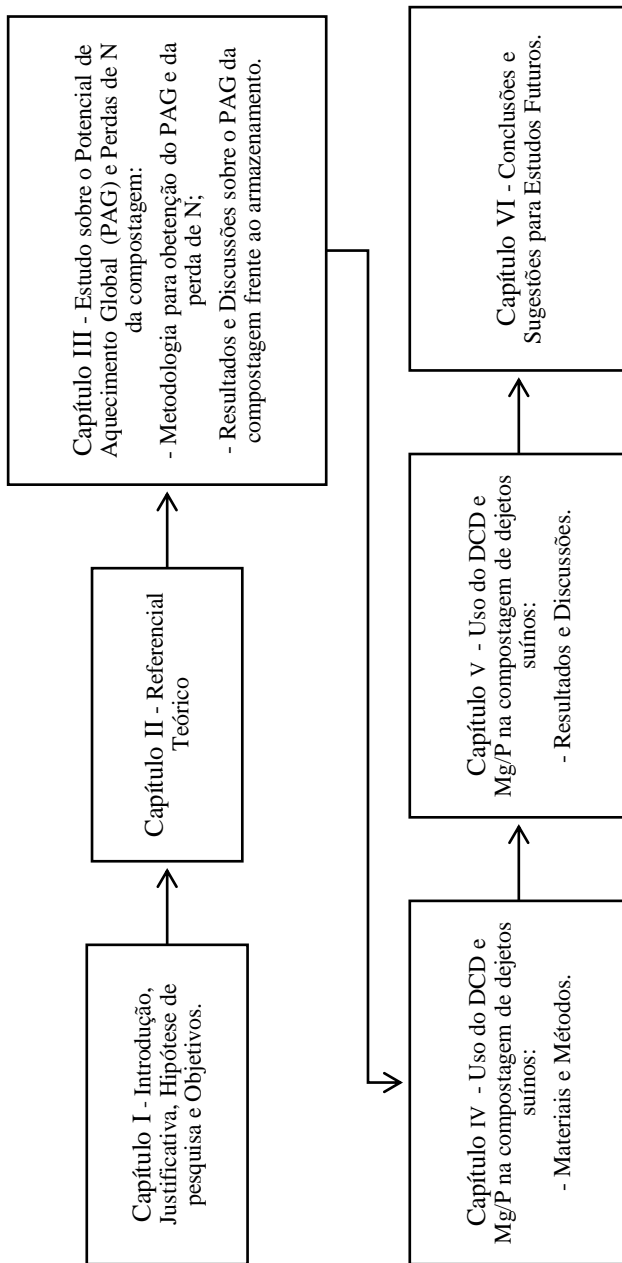 Capítulo I - Introdução,
Justificativa, Hipótese de
pesquisa e Objetivos.
Capítulo II - Referencial
Teórico
Capítulo III - Estudo sobre o Potencial de
Aquecimento Global (PAG) e Perdas de N
da compostagem:
- Metodologia para obetenção do PAG e da
perda de N;
- Resultados e Discussões sobre o PAG da
compostagem frente ao armazenamento.
Capítulo IV - Uso do DCD e
Mg/P na compostagem de dejetos
suínos:
- Materiais e Métodos.
Capítulo V - Uso do DCD e
Mg/P na compostagem de dejetos
suínos:
- Resultados e Discussões.
Capítulo VI - Conclusões e
Sugestões para Estudos Futuros.